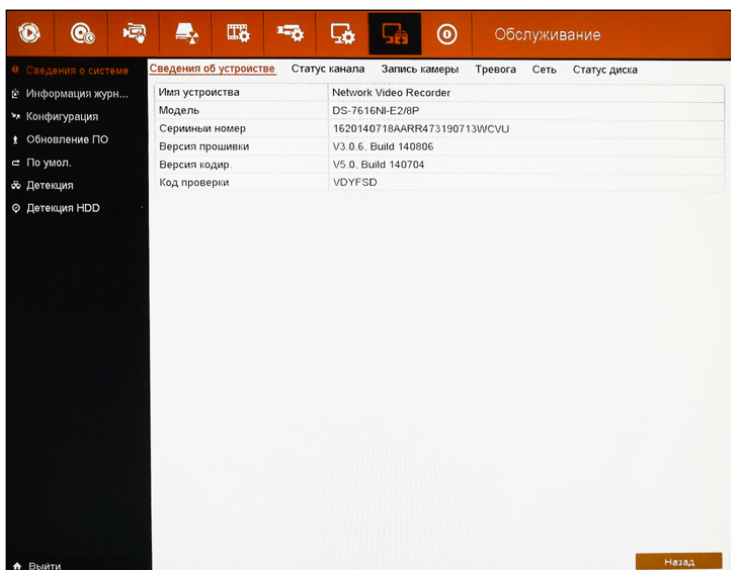 Обслуживание
Сведения о системе
Информация журн...
Конфигурация
Обновление ПО
По умол.
Детекция
Детекция HDD
Выйти
Сведения об устройстве Статус канала Запись камеры Тревога Сеть Статус диска
Имя устройства Network Video Recorder
Модель DS-7616NI-E2/8P
Серийный номер 1620140718AARR473190713WCVU
Версия прошивки V3.0.6, Build 140806
Версия кодир. V5.0, Build 140704
Код проверки VDYFSD
Назад